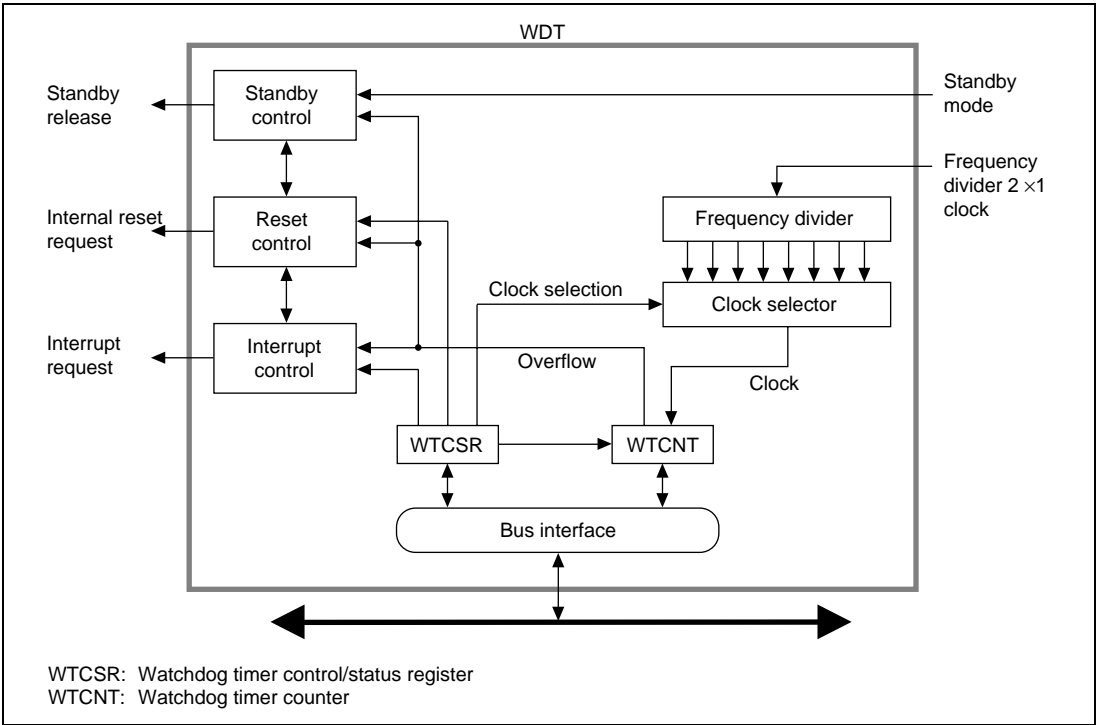 WDT
Standby
release
Standby
control
Standby
mode
Frequency
divider 2 ×1
clock
Internal reset
request
Reset
control
Frequency divider
Clock selection
Clock selector
Interrupt
request
Interrupt
control
Overflow
Clock
WTCSR
WTCNT
Bus interface
WTCSR: Watchdog timer control/status register
WTCNT: Watchdog timer counter